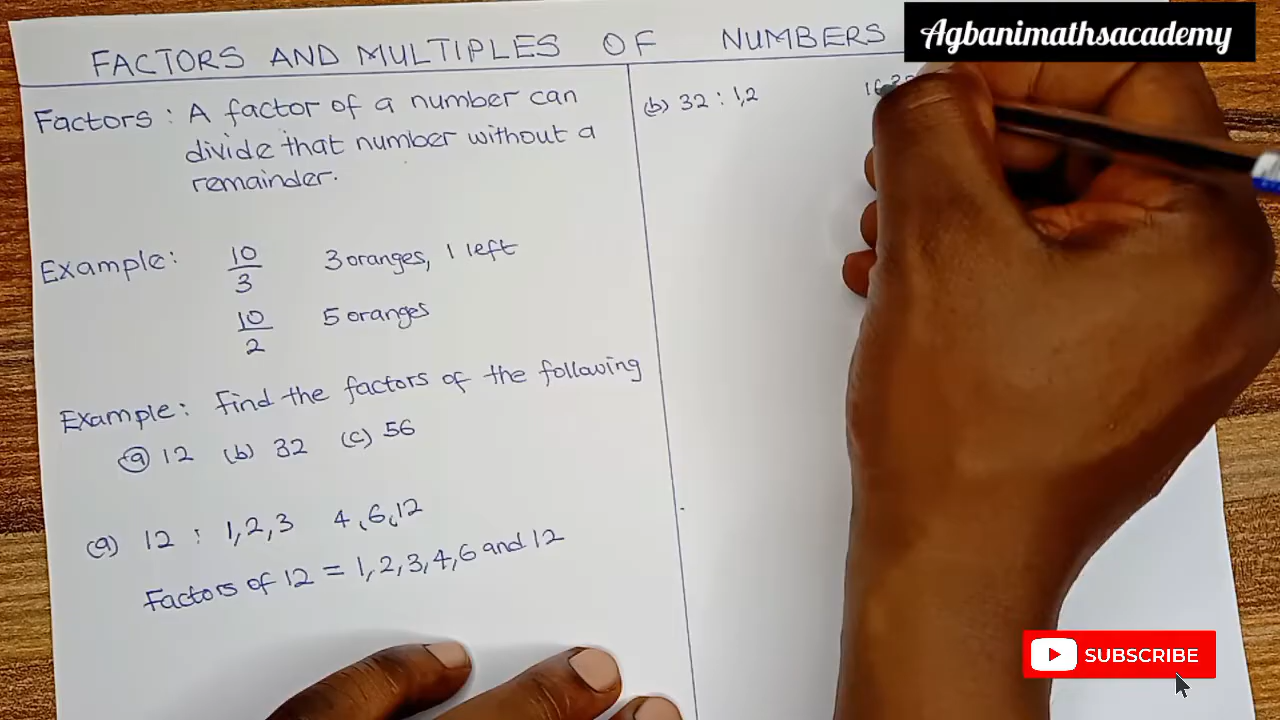 FACTORS AND MULTIPLES OF NUMBERS
Agbanimathsacademy
Factors: A factor of a number can
divide that number without a
remainder.
Example: 10/3 3 oranges, 1 left
10/2 5 oranges
Example: Find the factors of the following
(a) 12 (b) 32 (c) 56
(a) 12 : 1,2,3 4,6,12
Factors of 12 = 1,2,3,4,6 and 12
(b) 32 : 1,2
SUBSCRIBE